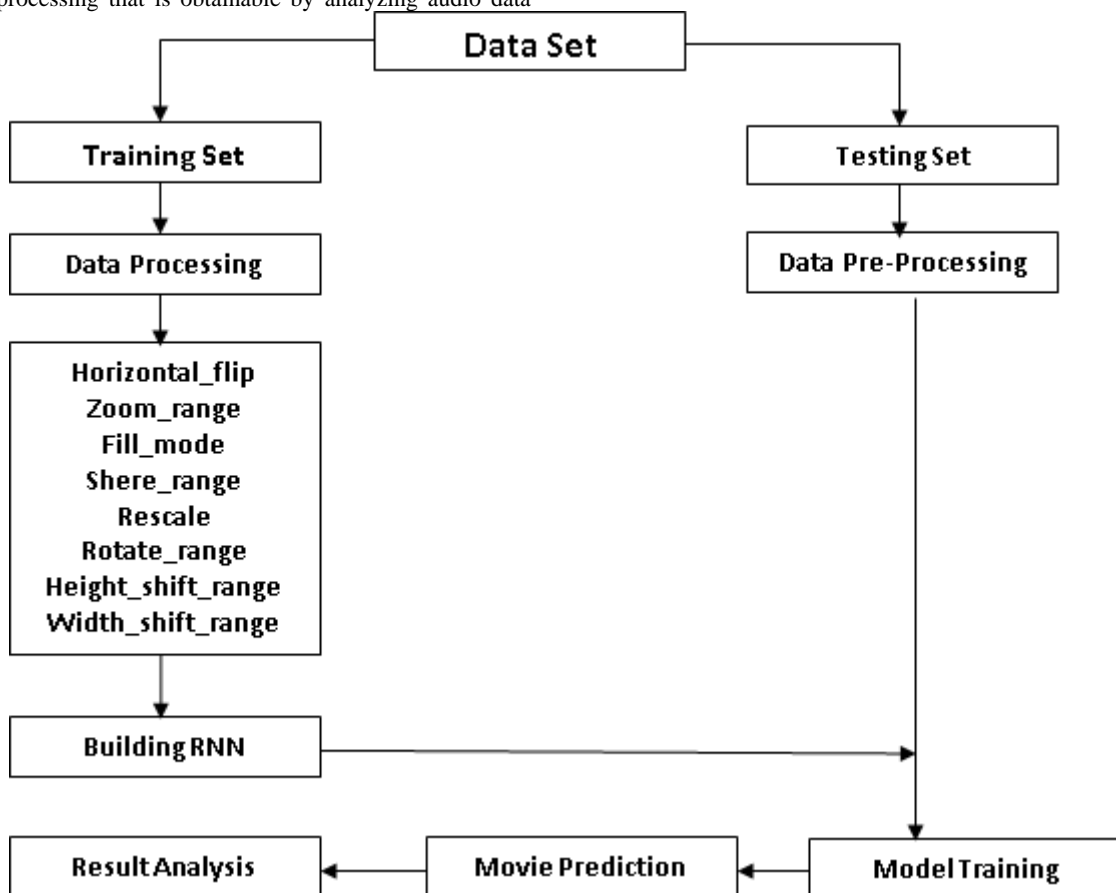 processing that is obtainable by analyzing audio data
Data Set
Training Set
Testing Set
Data Processing
Data Pre-Processing
Horizontal_flip
Zoom_range
Fill_mode
Shere_range
Rescale
Rotate_range
Height_shift_range
Width_shift_range
Building RNN
Result Analysis
Movie Prediction
Model Training